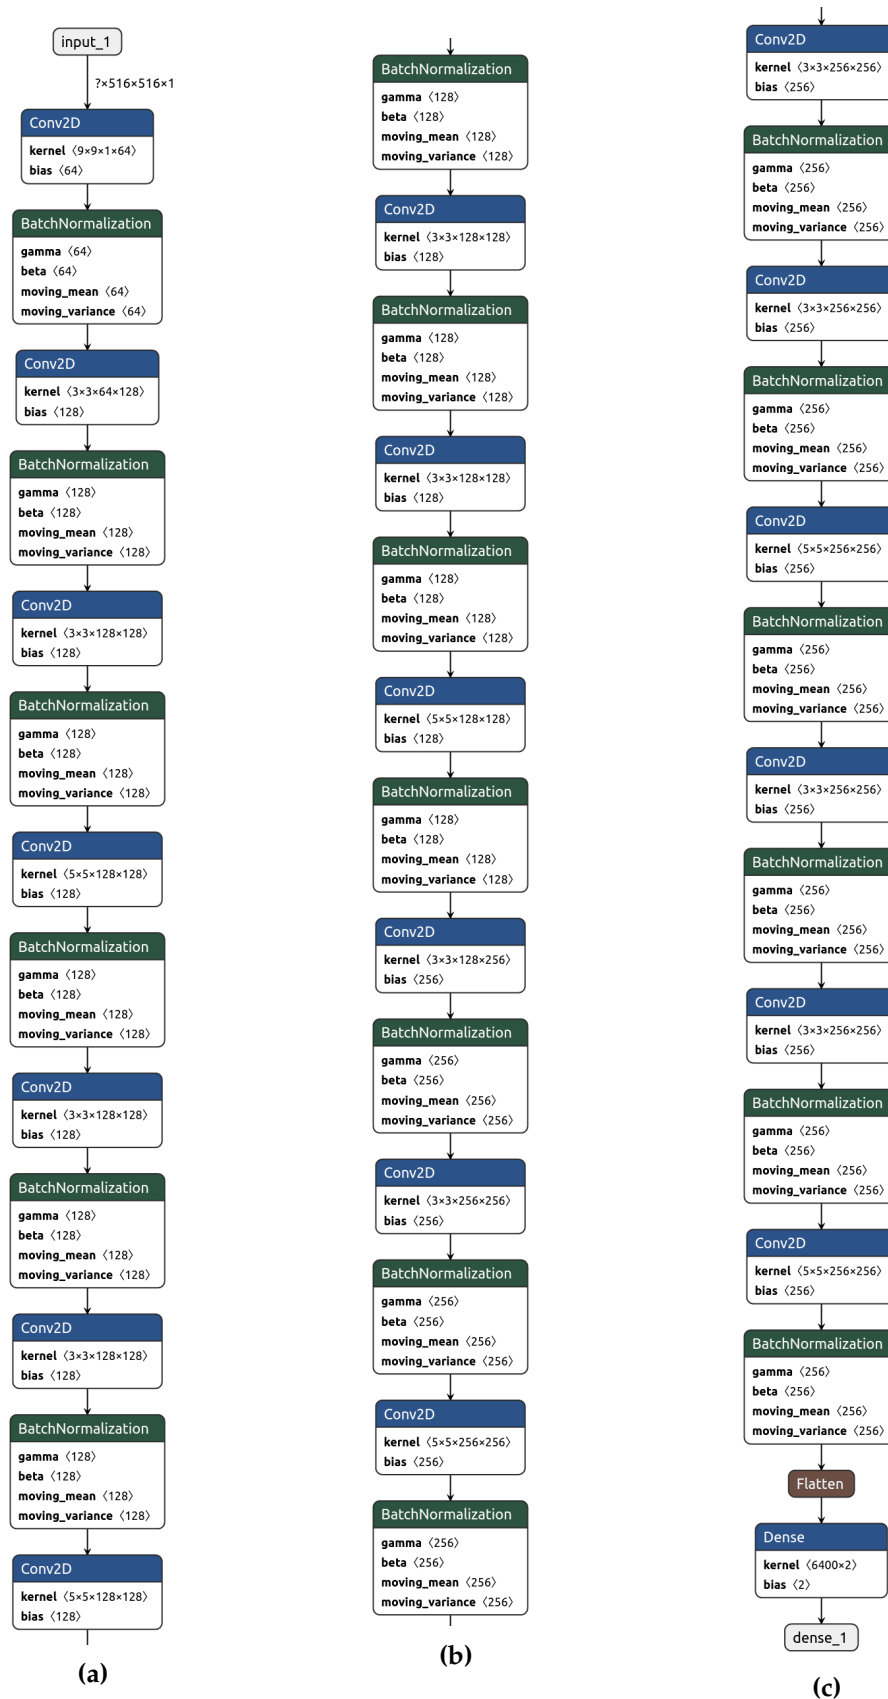 input_1
?×516×516×1
Conv2D
kernel ⟨9×9×1×64⟩
bias ⟨64⟩
BatchNormalization
gamma ⟨64⟩
beta ⟨64⟩
moving_mean ⟨64⟩
moving_variance ⟨64⟩
Conv2D
kernel ⟨3×3×64×128⟩
bias ⟨128⟩
BatchNormalization
gamma ⟨128⟩
beta ⟨128⟩
moving_mean ⟨128⟩
moving_variance ⟨128⟩
Conv2D
kernel ⟨3×3×128×128⟩
bias ⟨128⟩
BatchNormalization
gamma ⟨128⟩
beta ⟨128⟩
moving_mean ⟨128⟩
moving_variance ⟨128⟩
Conv2D
kernel ⟨5×5×128×128⟩
bias ⟨128⟩
BatchNormalization
gamma ⟨128⟩
beta ⟨128⟩
moving_mean ⟨128⟩
moving_variance ⟨128⟩
Conv2D
kernel ⟨3×3×128×128⟩
bias ⟨128⟩
BatchNormalization
gamma ⟨128⟩
beta ⟨128⟩
moving_mean ⟨128⟩
moving_variance ⟨128⟩
Conv2D
kernel ⟨3×3×128×128⟩
bias ⟨128⟩
BatchNormalization
gamma ⟨128⟩
beta ⟨128⟩
moving_mean ⟨128⟩
moving_variance ⟨128⟩
Conv2D
kernel ⟨5×5×128×128⟩
bias ⟨128⟩
(a)
BatchNormalization
gamma ⟨128⟩
beta ⟨128⟩
moving_mean ⟨128⟩
moving_variance ⟨128⟩
Conv2D
kernel ⟨3×3×128×128⟩
bias ⟨128⟩
BatchNormalization
gamma ⟨128⟩
beta ⟨128⟩
moving_mean ⟨128⟩
moving_variance ⟨128⟩
Conv2D
kernel ⟨3×3×128×128⟩
bias ⟨128⟩
BatchNormalization
gamma ⟨128⟩
beta ⟨128⟩
moving_mean ⟨128⟩
moving_variance ⟨128⟩
Conv2D
kernel ⟨5×5×128×128⟩
bias ⟨128⟩
BatchNormalization
gamma ⟨128⟩
beta ⟨128⟩
moving_mean ⟨128⟩
moving_variance ⟨128⟩
Conv2D
kernel ⟨3×3×128×256⟩
bias ⟨256⟩
BatchNormalization
gamma ⟨256⟩
beta ⟨256⟩
moving_mean ⟨256⟩
moving_variance ⟨256⟩
Conv2D
kernel ⟨3×3×256×256⟩
bias ⟨256⟩
BatchNormalization
gamma ⟨256⟩
beta ⟨256⟩
moving_mean ⟨256⟩
moving_variance ⟨256⟩
Conv2D
kernel ⟨5×5×256×256⟩
bias ⟨256⟩
BatchNormalization
gamma ⟨256⟩
beta ⟨256⟩
moving_mean ⟨256⟩
moving_variance ⟨256⟩
(b)
Conv2D
kernel ⟨3×3×256×256⟩
bias ⟨256⟩
BatchNormalization
gamma ⟨256⟩
beta ⟨256⟩
moving_mean ⟨256⟩
moving_variance ⟨256⟩
Conv2D
kernel ⟨3×3×256×256⟩
bias ⟨256⟩
BatchNormalization
gamma ⟨256⟩
beta ⟨256⟩
moving_mean ⟨256⟩
moving_variance ⟨256⟩
Conv2D
kernel ⟨5×5×256×256⟩
bias ⟨256⟩
BatchNormalization
gamma ⟨256⟩
beta ⟨256⟩
moving_mean ⟨256⟩
moving_variance ⟨256⟩
Conv2D
kernel ⟨3×3×256×256⟩
bias ⟨256⟩
BatchNormalization
gamma ⟨256⟩
beta ⟨256⟩
moving_mean ⟨256⟩
moving_variance ⟨256⟩
Conv2D
kernel ⟨3×3×256×256⟩
bias ⟨256⟩
BatchNormalization
gamma ⟨256⟩
beta ⟨256⟩
moving_mean ⟨256⟩
moving_variance ⟨256⟩
Conv2D
kernel ⟨5×5×256×256⟩
bias ⟨256⟩
BatchNormalization
gamma ⟨256⟩
beta ⟨256⟩
moving_mean ⟨256⟩
moving_variance ⟨256⟩
Flatten
Dense
kernel ⟨6400×2⟩
bias ⟨2⟩
dense_1
(c)